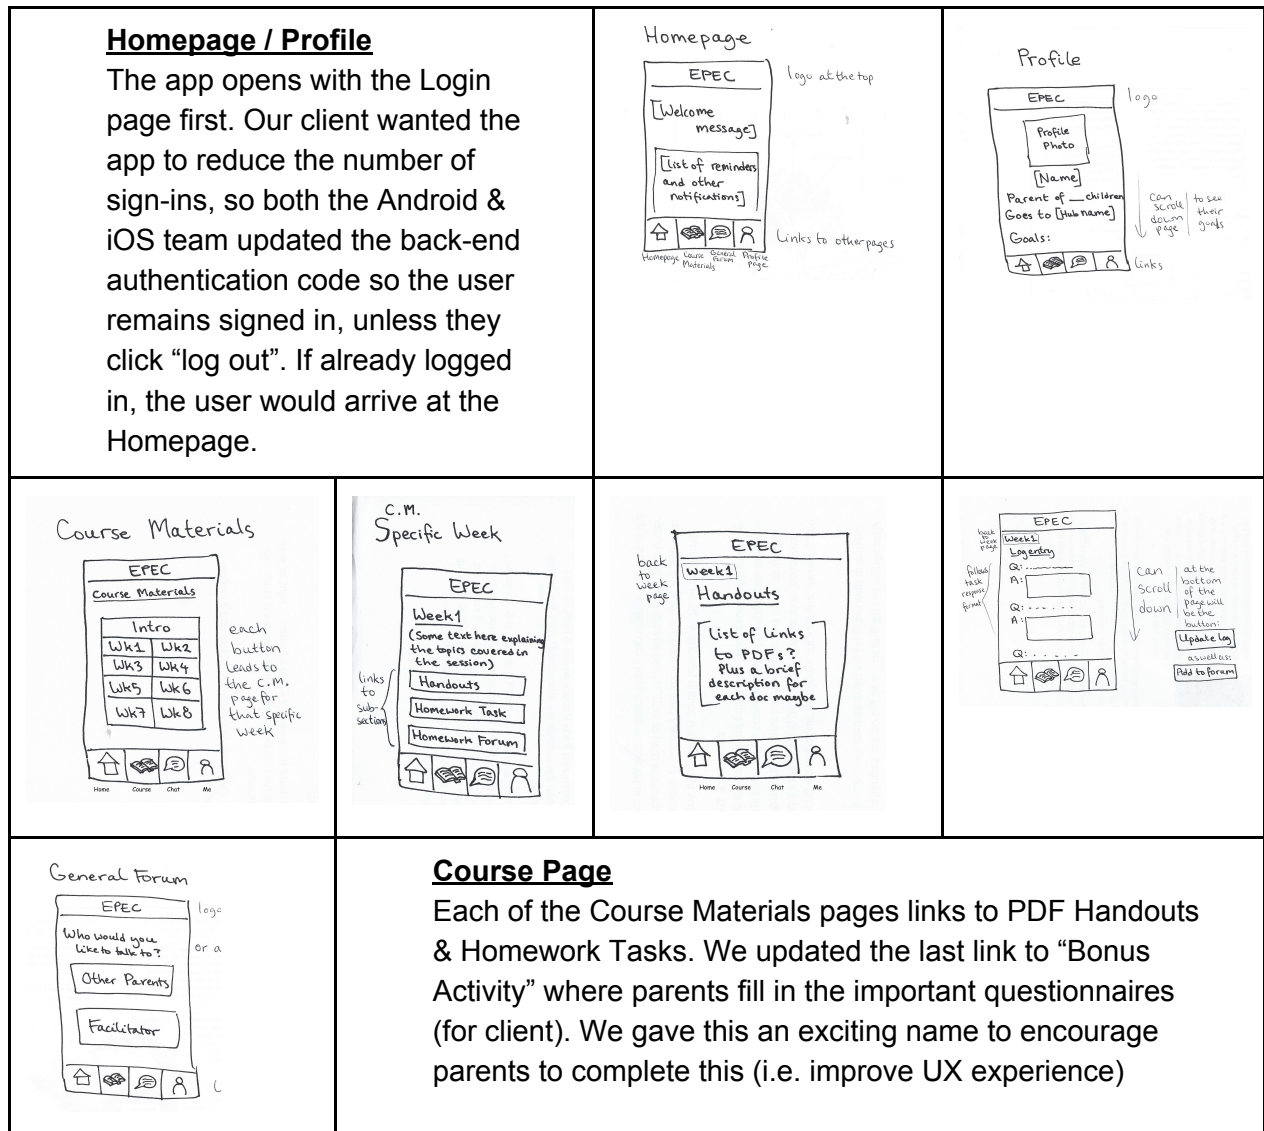 Homepage / Profile
The app opens with the Login
page first. Our client wanted the
app to reduce the number of
sign-ins, so both the Android &
iOS team updated the back-end
authentication code so the user
remains signed in, unless they
click “log out”. If already logged
in, the user would arrive at the
Homepage.
Homepage
EPEC
logo at the top
[Welcome
message]
[List of reminders
and other
notifications]
Links to other pages
Homepage
Course
Materials
General
Forum
Profile
page
Profile
EPEC
logo
Profile
Photo
[Name]
Parent of __ children
Goes to [Hub name]
Goals:
can
scroll
down
page
to see
their
goals
links
Course Materials
EPEC
Course Materials
Intro
Wk1 Wk2
Wk3 Wk4
Wk5 Wk6
Wk7 Wk8
each
button
leads to
the C.M.
page for
that specific
week
Home Course Chat Me
C.M.
Specific Week
EPEC
Week1
(Some text here explaining
the topics covered in
the session)
links
to
sub-
sections
Handouts
Homework Task
Homework Forum
back
to
week
page
EPEC
Week1
Handouts
[List of links
to PDFs?
Plus a brief
description for
each doc maybe]
Home Course Chat Me
EPEC
back
to
week
page
Week1
Log entry
follows
task
response
format
Q: ........
A:
Q: . . . . .
A:
Q: . . . . .
can
scroll
down
at the
bottom
of the
page will
be the
button:
Update log
as well as:
Add to forum
General Forum
EPEC
logo
Who would you
like to talk to?
or a
Other Parents
Facilitator
Course Page
Each of the Course Materials pages links to PDF Handouts
& Homework Tasks. We updated the last link to “Bonus
Activity” where parents fill in the important questionnaires
(for client). We gave this an exciting name to encourage
parents to complete this (i.e. improve UX experience)